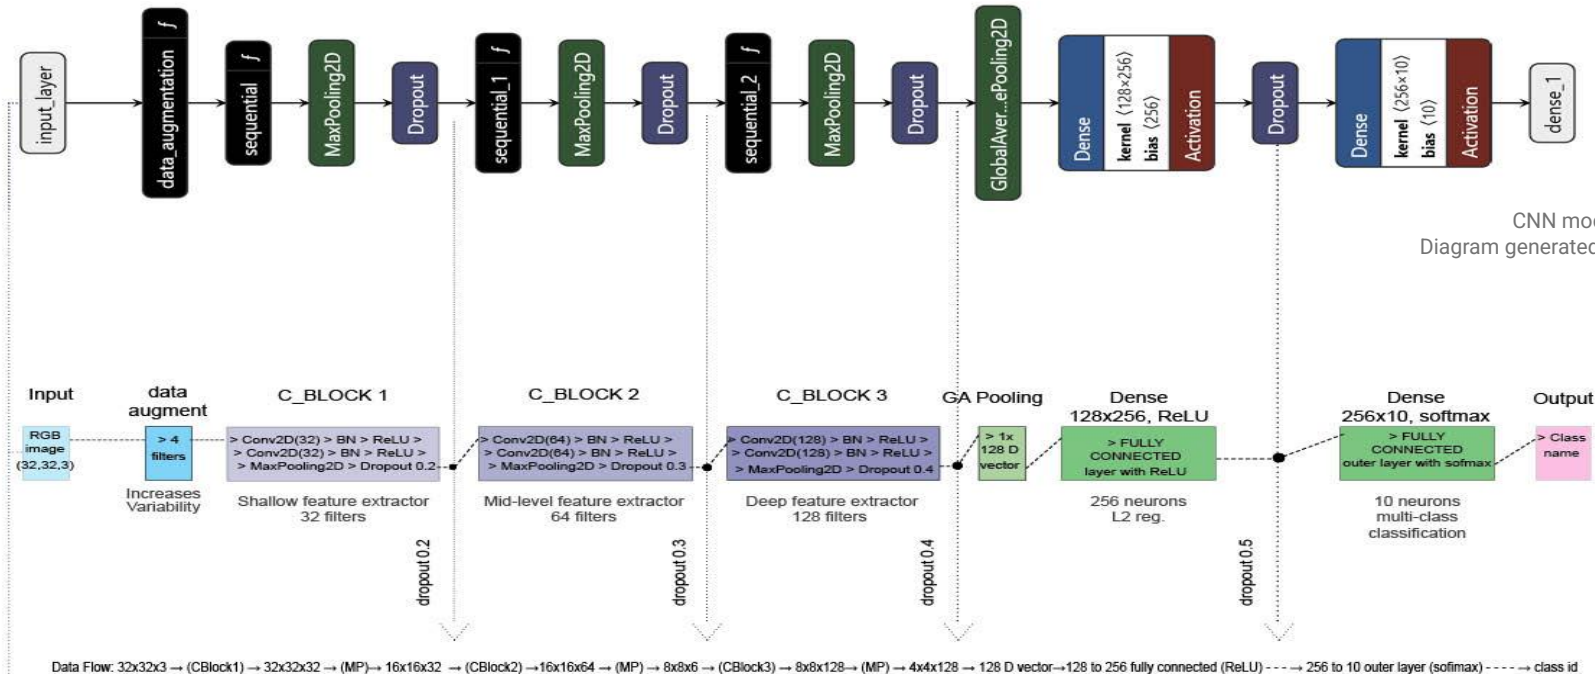 input_layer
data_augmentation
f
sequential
f
MaxPooling2D
Dropout
sequential_1
f
MaxPooling2D
Dropout
sequential_2
f
MaxPooling2D
Dropout
GlobalAver...ePooling2D
Dense
kernel ⟨128×256⟩
bias ⟨256⟩
Activation
Dropout
Dense
kernel ⟨256×10⟩
bias ⟨10⟩
Activation
dense_1
CNN mo
Diagram generated
Input
RGB
image
(32,32,3)
data
augment
> 4
filters
Increases
Variability
C_BLOCK 1
> Conv2D(32) > BN > ReLU >
> Conv2D(32) > BN > ReLU >
> MaxPooling2D > Dropout 0.2
Shallow feature extractor
32 filters
C_BLOCK 2
> Conv2D(64) > BN > ReLU >
> Conv2D(64) > BN > ReLU >
> MaxPooling2D > Dropout 0.3
Mid-level feature extractor
64 filters
C_BLOCK 3
> Conv2D(128) > BN > ReLU >
> Conv2D(128) > BN > ReLU >
> MaxPooling2D > Dropout 0.4
Deep feature extractor
128 filters
GA Pooling
> 1x
128 D
vector
Dense
128x256, ReLU
> FULLY
CONNECTED
layer with ReLU
256 neurons
L2 reg.
Dense
256x10, softmax
> FULLY
CONNECTED
outer layer with sofmax
10 neurons
multi-class
classification
Output
> Class
name
dropout 0.2
dropout 0.3
dropout 0.4
dropout 0.5
Data Flow: 32x32x3 → (CBlock1) → 32x32x32 → (MP)→ 16x16x32 → (CBlock2) →16x16x64 → (MP) → 8x8x6 → (CBlock3) → 8x8x128→ (MP) → 4x4x128 → 128 D vector→128 to 256 fully connected (ReLU) ----→ 256 to 10 outer layer (sofimax) ----→ class id